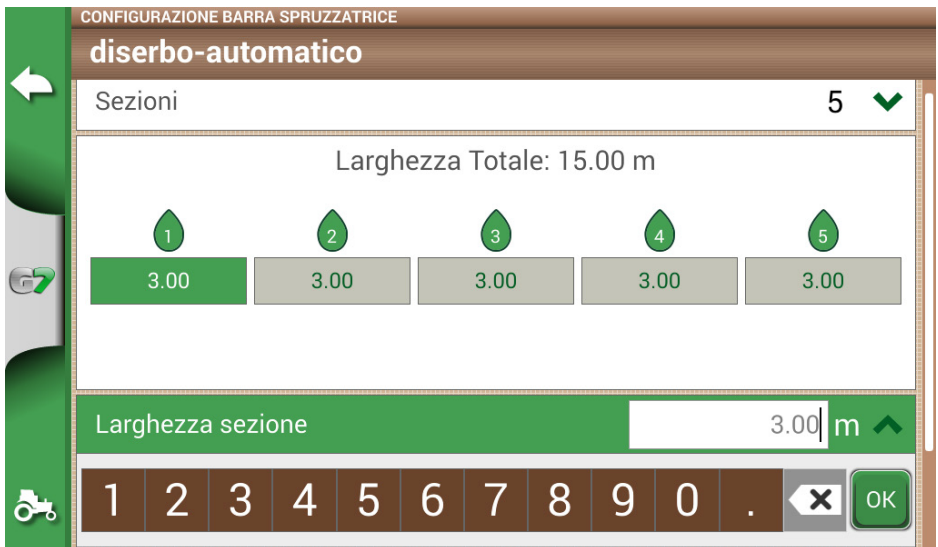 CONFIGURAZIONE BARRA SPRUZZATRICE
diserbo-automatico
Sezioni 5
Larghezza Totale: 15.00 m
1 2 3 4 5
3.00 3.00 3.00 3.00 3.00
G7
Larghezza sezione 3.00 m
1 2 3 4 5 6 7 8 9 0 . OK